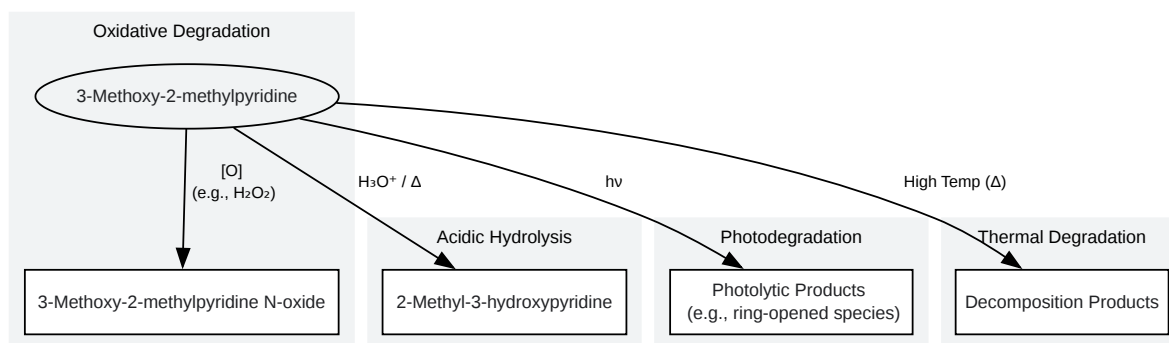 Oxidative Degradation
3-Methoxy-2-methylpyridine
[O]
(e.g., H₂O₂)
H₃O⁺ / Δ
hν
High Temp (Δ)
Acidic Hydrolysis
Photodegradation
Thermal Degradation
3-Methoxy-2-methylpyridine N-oxide
2-Methyl-3-hydroxypyridine
Photolytic Products
(e.g., ring-opened species)
Decomposition Products